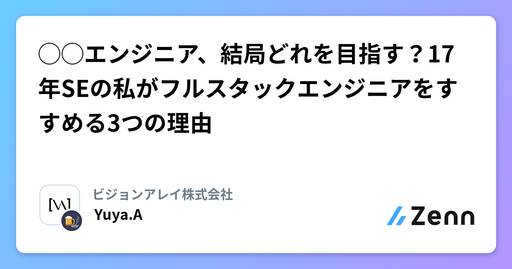 ◯◯エンジニア、結局どれを目指す？17
年SEの私がフルスタックエンジニアをす
すめる3つの理由
ビジョンアレイ株式会社
[VA]
Yuya.A
Zenn